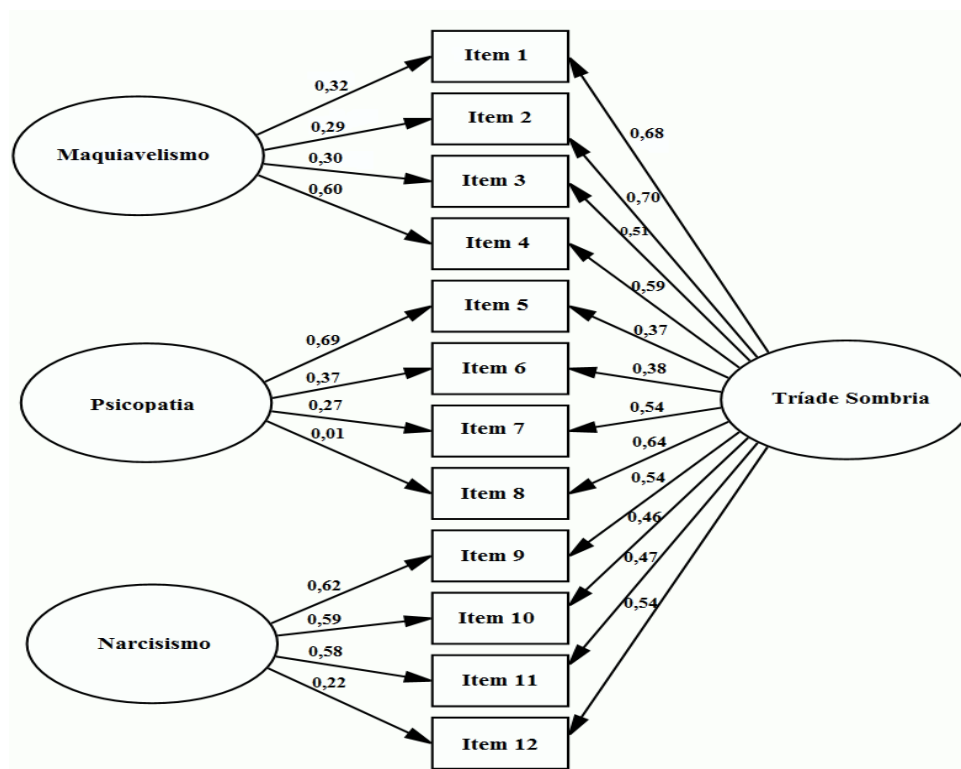 Maquiavelismo
Psicopatia
Narcisismo
0,32
0,29
0,30
0,60
0,69
0,37
0,27
0,01
0,62
0,59
0,58
0,22
Item 1
Item 2
Item 3
Item 4
Item 5
Item 6
Item 7
Item 8
Item 9
Item 10
Item 11
Item 12
0,68
0,70
0,51
0,59
0,37
0,38
0,54
0,64
0,54
0,46
0,47
0,54
Tríade Sombria